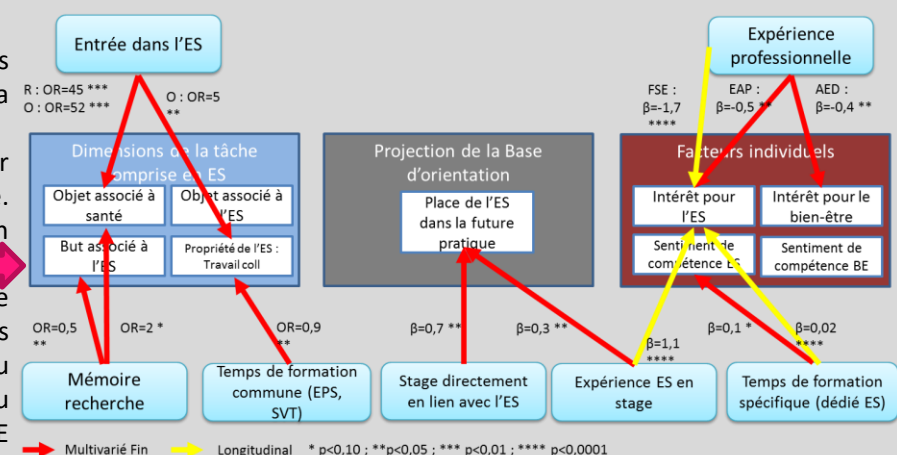 Entrée dans l'ES
Expérience
professionnelle
s
a
R : OR=45 ***
O : OR=52 ***
O : OR=5
**
FSE :
β=-1,7
****
EAP :
β=-0,5 **
AED :
β=-0,4 **
r
e.
n
e
s
u
u
E
Dimensions de la tâche
comprise en ES
Objet associé à
santé
Objet associé à
l'ES
But associé à
l'ES
Propriété de l'ES :
Travail coll
Projection de la Base
d'orientation
Place de l'ES
dans la future
pratique
Facteurs individuels
Intérêt pour
l'ES
Intérêt pour le
bien-être
Sentiment de
compétence ES
Sentiment de
compétence BE
OR=0,5
**
OR=2 *
OR=0,9
**
β=0,7 **
β=0,3 **
β=1,1
****
β=0,1 *
β=0,02
****
Mémoire
recherche
Temps de formation
commune (EPS,
SVT)
Stage directement
en lien avec l'ES
Expérience ES en
stage
Temps de formation
spécifique (dédié ES)
Multivarié Fin
Longitudinal
* p<0,10 ; **p<0,05 ; *** p<0,01 ; **** p<0,0001